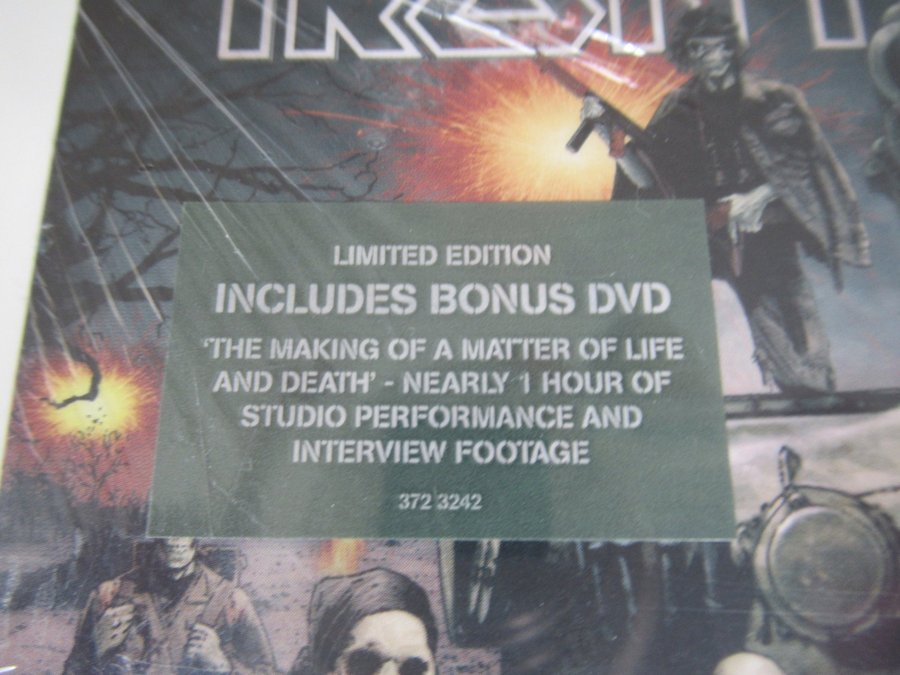 IRON
LIMITED EDITION
INCLUDES BONUS DVD
'THE MAKING OF A MATTER OF LIFE
AND DEATH' - NEARLY 1 HOUR OF
STUDIO PERFORMANCE AND
INTERVIEW FOOTAGE
372 3242